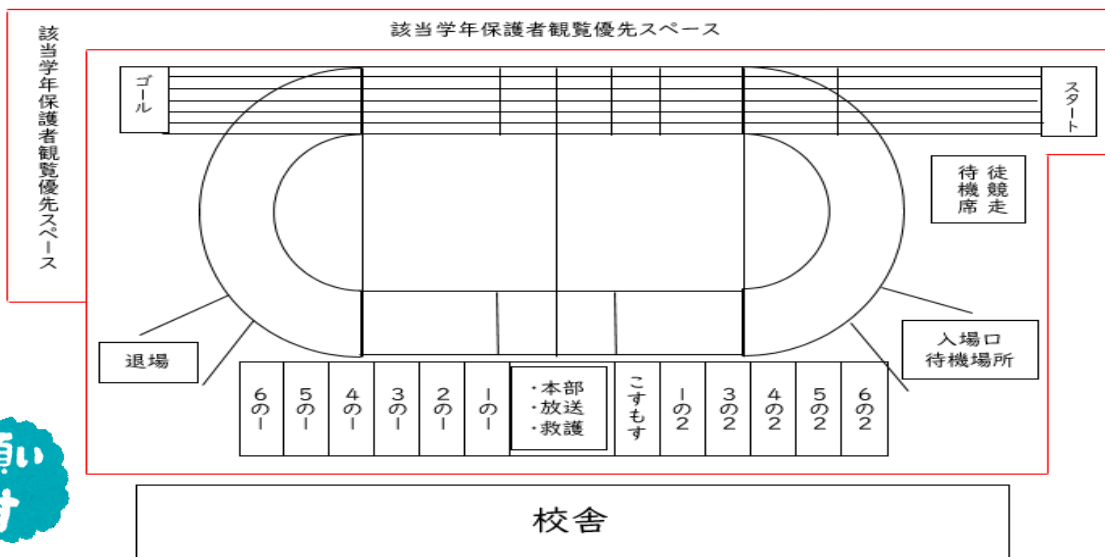 該当学年保護者観覧優先スペース
該当学年保護者観覧優先スペース
ゴール
スタート
徒競走
待機席
退場
入場口
待機場所
6の1
5の1
4の1
3の1
2の1
1の1
・本部
・放送
・救護
こすもす
1の2
3の2
4の2
5の2
6の2
願い
す
校舎